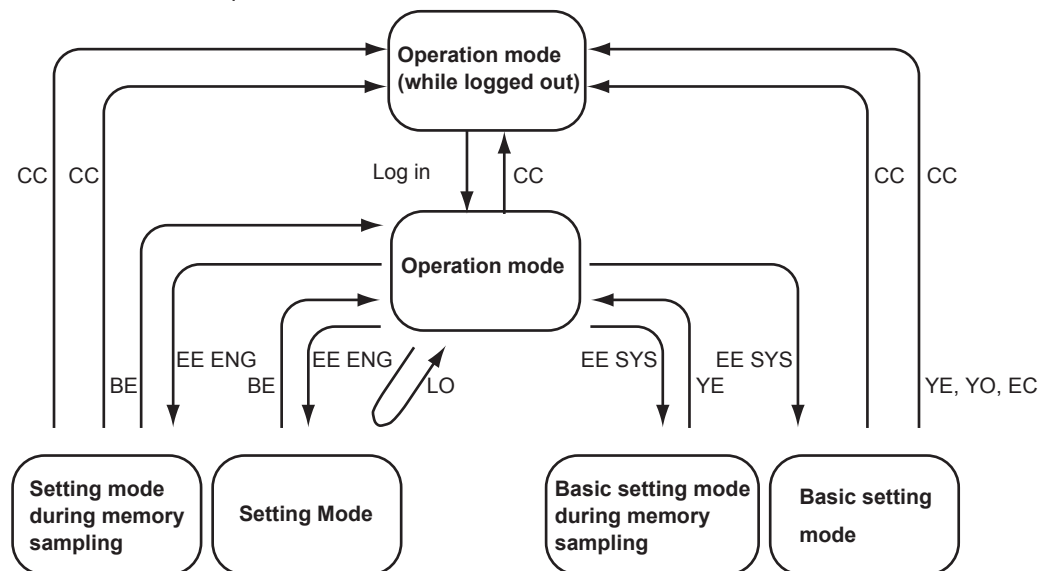 Operation mode
(while logged out)
CC CC Log in CC CC CC
Operation mode
EE ENG EE ENG EE SYS EE SYS
BE BE LO YE YE, YO, EC
Setting mode
during memory
sampling
Setting Mode
Basic setting mode
during memory
sampling
Basic setting
mode